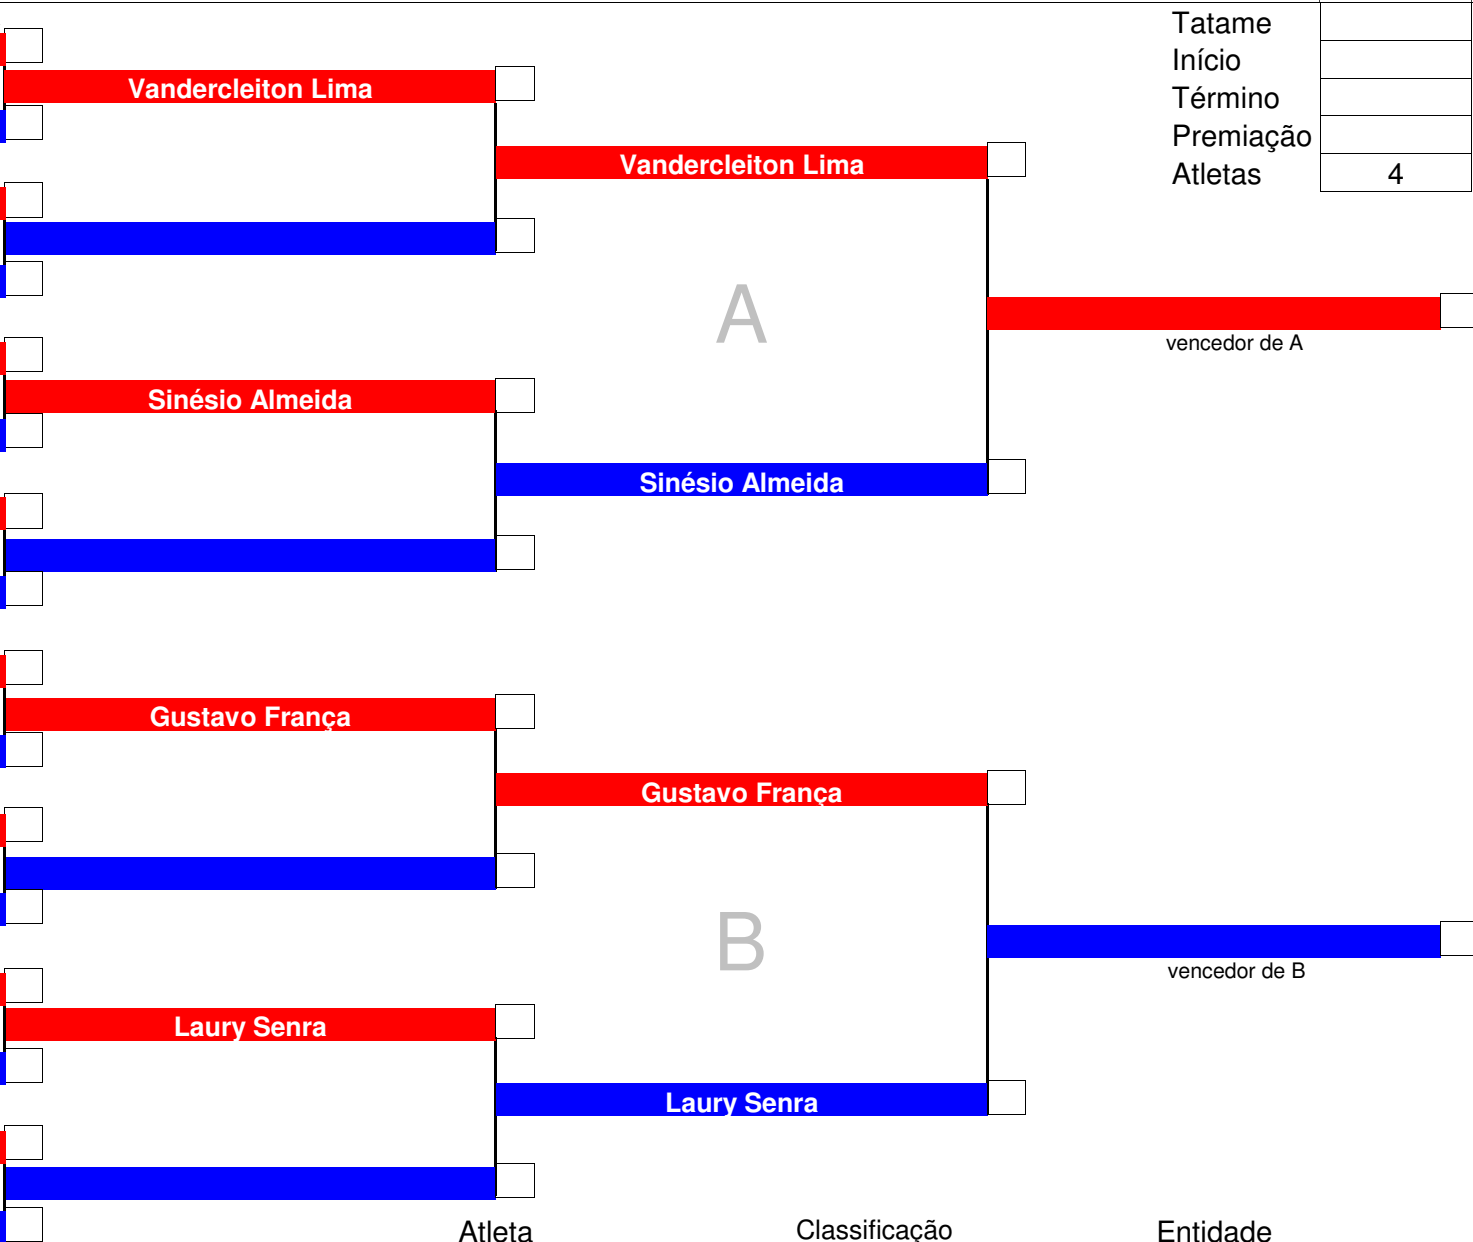 Tatame
Início
Término
Premiação
Atletas 4
Vandercleiton Lima
Vandercleiton Lima
A
vencedor de A
Sinésio Almeida
Sinésio Almeida
Gustavo França
Gustavo França
B
vencedor de B
Laury Senra
Laury Senra
Atleta Classificação Entidade